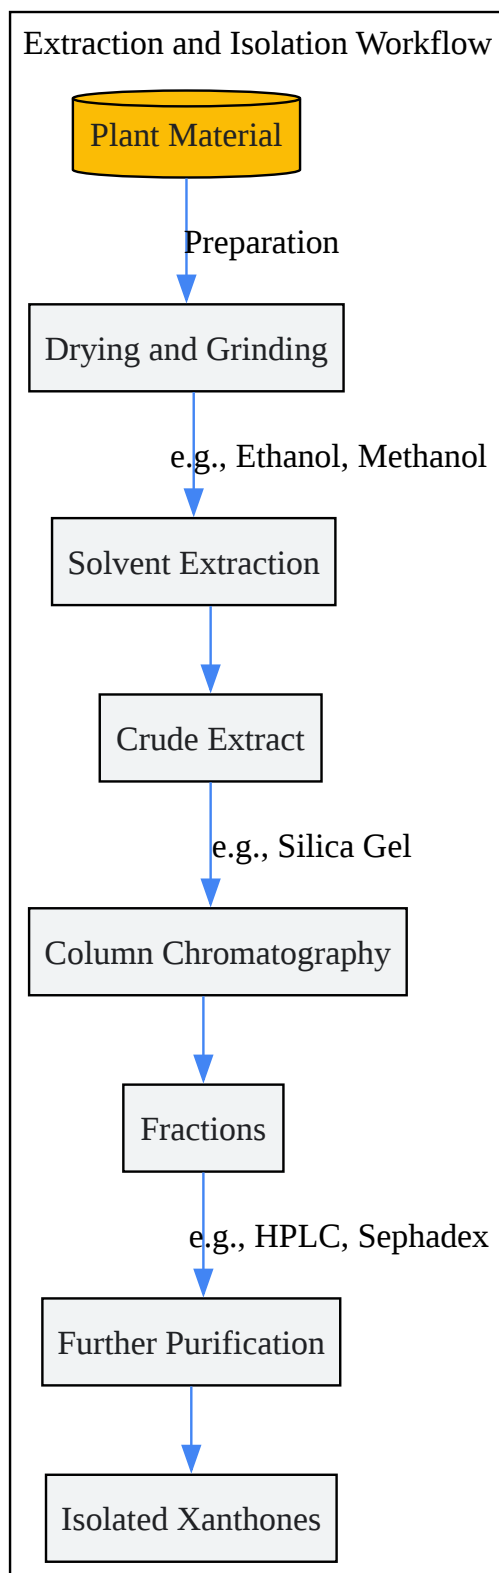 Extraction and Isolation Workflow
Plant Material
Preparation
Drying and Grinding
e.g., Ethanol, Methanol
Solvent Extraction
Crude Extract
e.g., Silica Gel
Column Chromatography
Fractions
e.g., HPLC, Sephadex
Further Purification
Isolated Xanthones